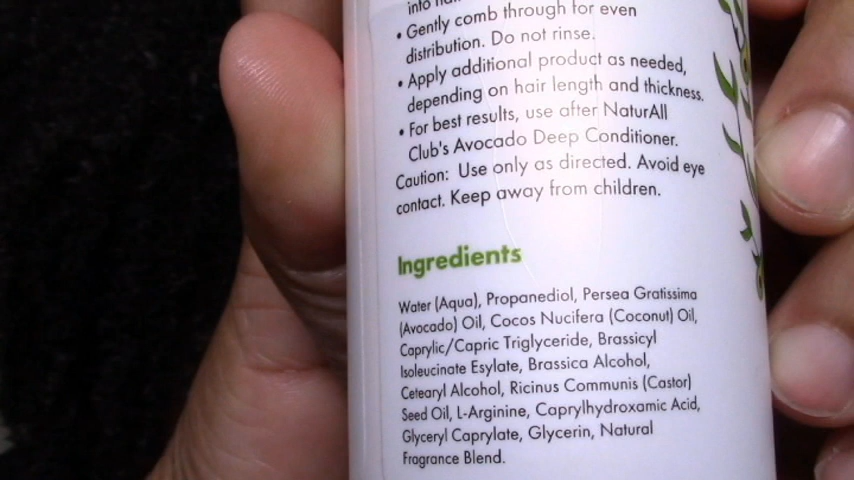 into
• Gently comb through for even
distribution. Do not rinse.
• Apply additional product as needed,
depending on hair length and thickness.
• For best results, use after NaturAll
Club's Avocado Deep Conditioner.
Caution: Use only as directed. Avoid eye
contact. Keep away from children.
Ingredients
Water (Aqua), Propanediol, Persea Gratissima
(Avocado) Oil, Cocos Nucifera (Coconut) Oil,
Caprylic/Capric Triglyceride, Brassicyl
Isoleucinate Esylate, Brassica Alcohol,
Cetearyl Alcohol, Ricinus Communis (Castor)
Seed Oil, L-Arginine, Caprylhydroxamic Acid,
Glyceryl Caprylate, Glycerin, Natural
Fragrance Blend.